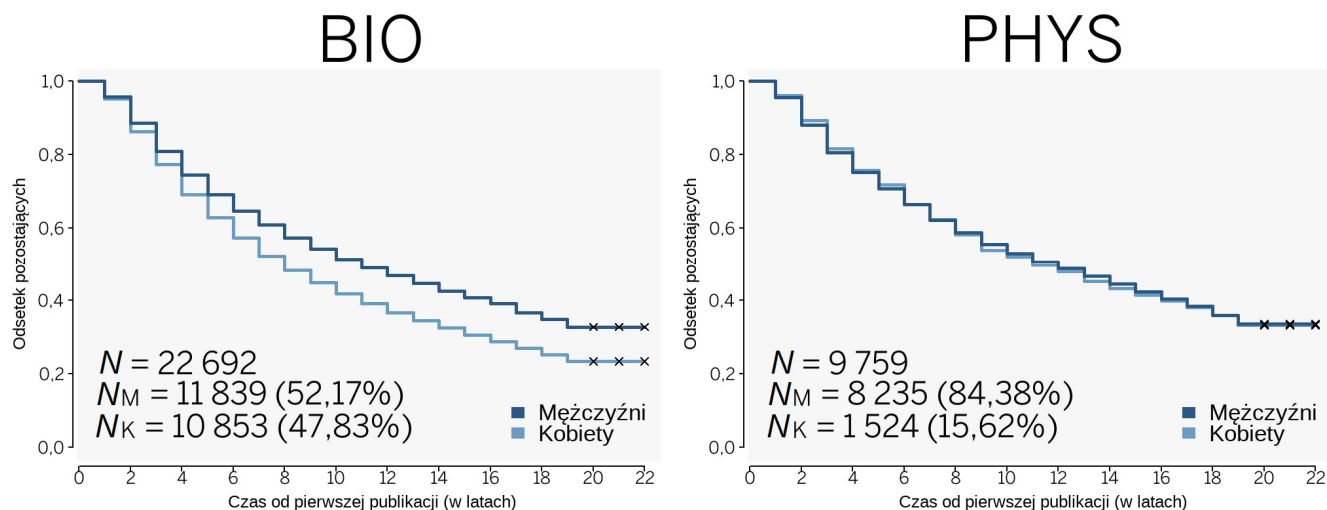 BIO
Odsetek pozostających
1,0
0,8
0,6
0,4
0,2
0,0
N = 22 692
NM = 11 839 (52,17%)
NK = 10 853 (47,83%)
Mężczyźni
Kobiety
0 2 4 6 8 10 12 14 16 18 20 22
Czas od pierwszej publikacji (w latach)
PHYS
Odsetek pozostających
1,0
0,8
0,6
0,4
0,2
0,0
N = 9 759
NM = 8 235 (84,38%)
NK = 1 524 (15,62%)
Mężczyźni
Kobiety
0 2 4 6 8 10 12 14 16 18 20 22
Czas od pierwszej publikacji (w latach)